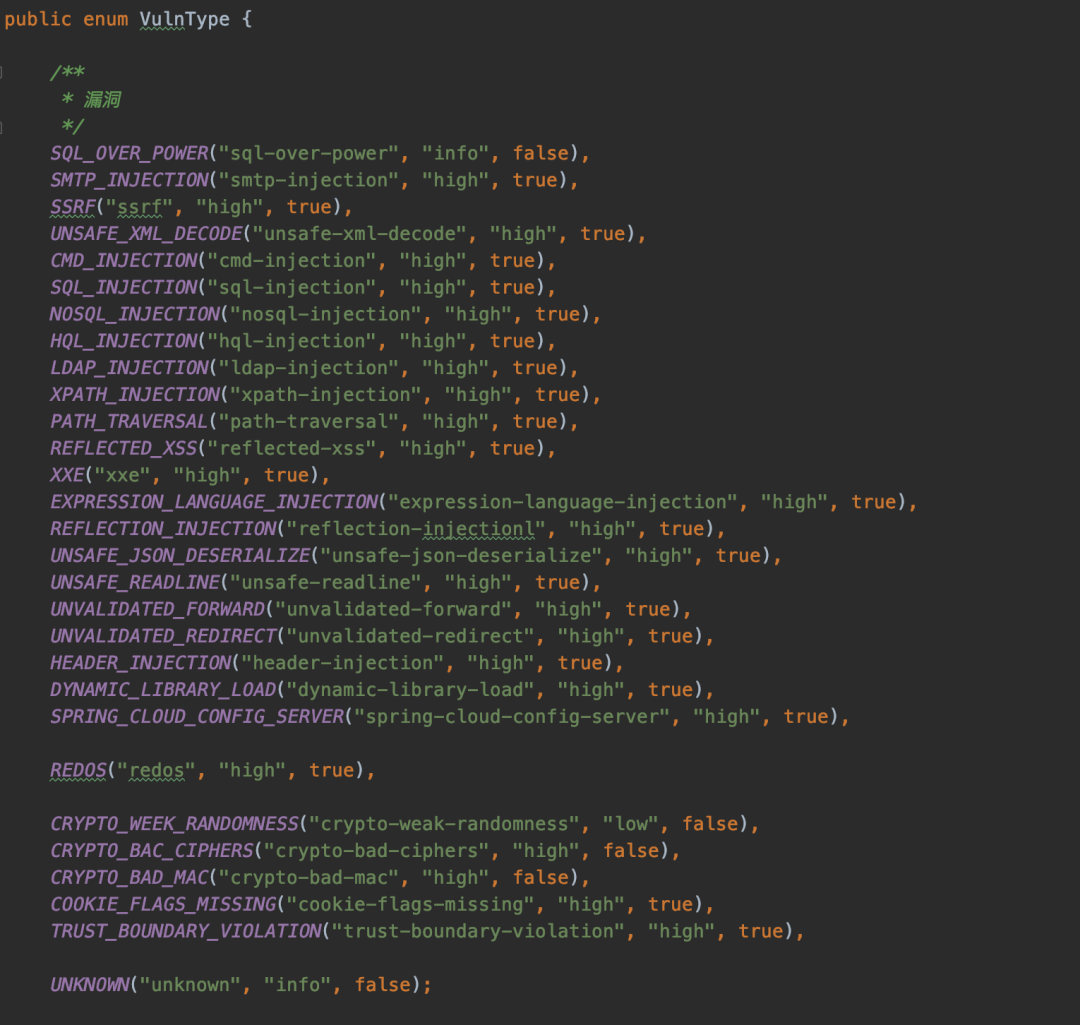 public enum VulnType {
/**
* 漏洞
*/
SQL_OVER_POWER("sql-over-power", "info", false),
SMTP_INJECTION("smtp-injection", "high", true),
SSRF("ssrf", "high", true),
UNSAFE_XML_DECODE("unsafe-xml-decode", "high", true),
CMD_INJECTION("cmd-injection", "high", true),
SQL_INJECTION("sql-injection", "high", true),
NOSQL_INJECTION("nosql-injection", "high", true),
HQL_INJECTION("hql-injection", "high", true),
LDAP_INJECTION("ldap-injection", "high", true),
XPATH_INJECTION("xpath-injection", "high", true),
PATH_TRAVERSAL("path-traversal", "high", true),
REFLECTED_XSS("reflected-xss", "high", true),
XXE("xxe", "high", true),
EXPRESSION_LANGUAGE_INJECTION("expression-language-injection", "high", true),
REFLECTION_INJECTION("reflection-injectionl", "high", true),
UNSAFE_JSON_DESERIALIZE("unsafe-json-deserialize", "high", true),
UNSAFE_READLINE("unsafe-readline", "high", true),
UNVALIDATED_FORWARD("unvalidated-forward", "high", true),
UNVALIDATED_REDIRECT("unvalidated-redirect", "high", true),
HEADER_INJECTION("header-injection", "high", true),
DYNAMIC_LIBRARY_LOAD("dynamic-library-load", "high", true),
SPRING_CLOUD_CONFIG_SERVER("spring-cloud-config-server", "high", true),
REDOS("redos", "high", true),
CRYPTO_WEEK_RANDOMNESS("crypto-weak-randomness", "low", false),
CRYPTO_BAC_CIPHERS("crypto-bad-ciphers", "high", false),
CRYPTO_BAD_MAC("crypto-bad-mac", "high", false),
COOKIE_FLAGS_MISSING("cookie-flags-missing", "high", true),
TRUST_BOUNDARY_VIOLATION("trust-boundary-violation", "high", true),
UNKNOWN("unknown", "info", false);